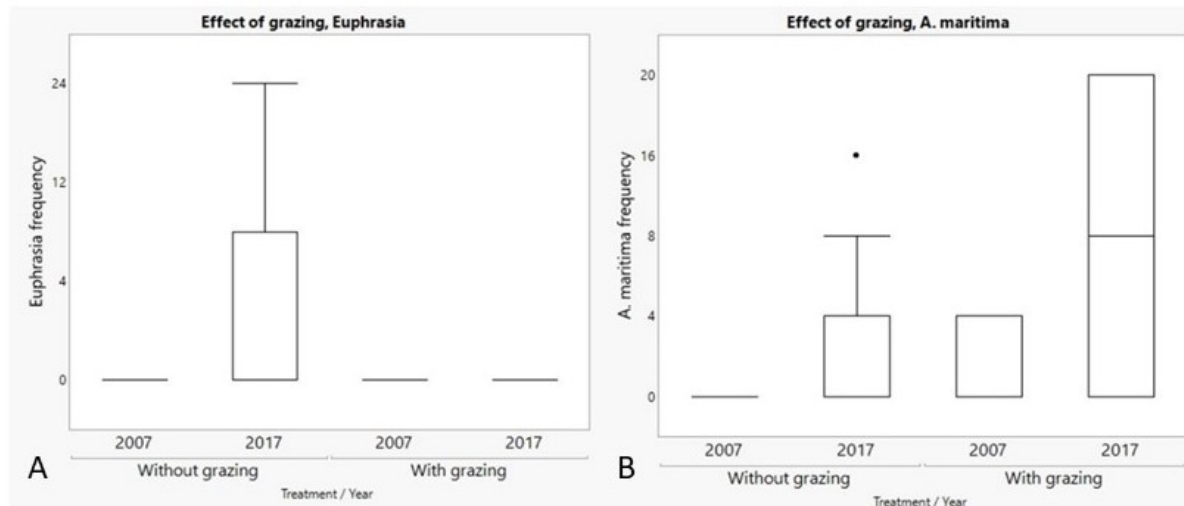 Effect of grazing, Euphrasia
Euphrasia frequency
24
12
4
0
2007 2017 2007 2017
Without grazing With grazing
Treatment / Year
A
Effect of grazing, A. maritima
A. maritima frequency
20
16
8
4
0
2007 2017 2007 2017
Without grazing With grazing
Treatment / Year
B